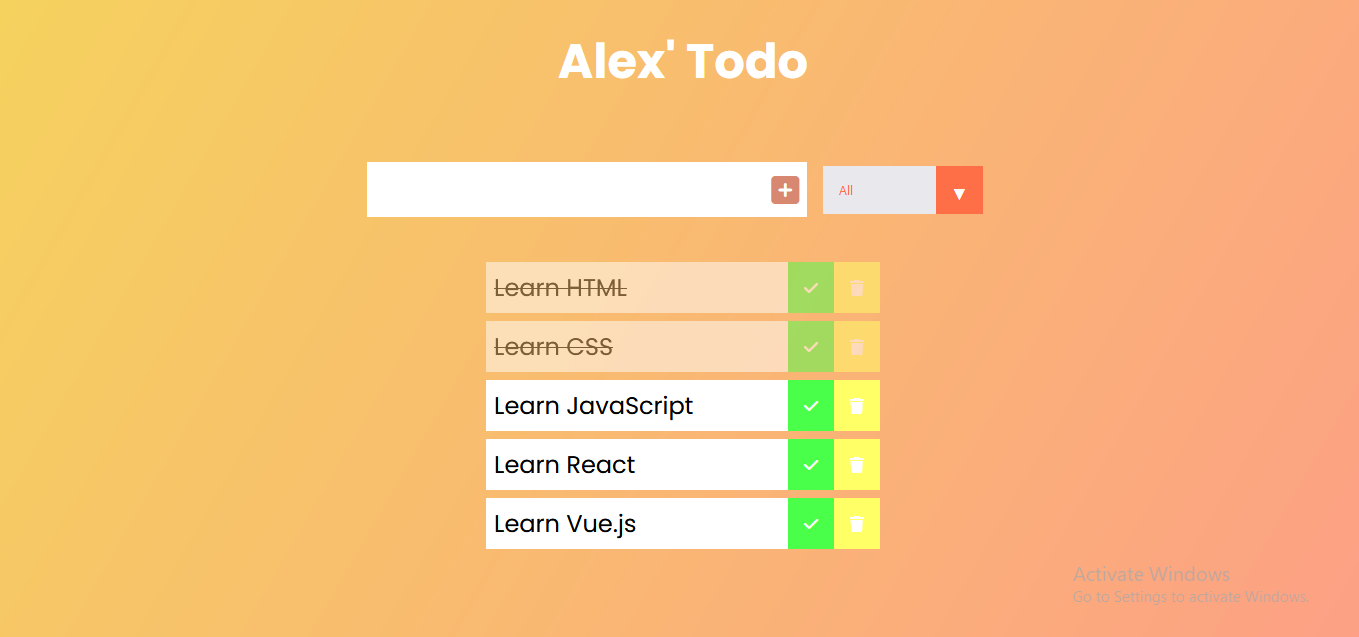 Alex' Todo
All
Learn HTML
Learn CSS
Learn JavaScript
Learn React
Learn Vue.js
Activate Windows
Go to Settings to activate Windows.